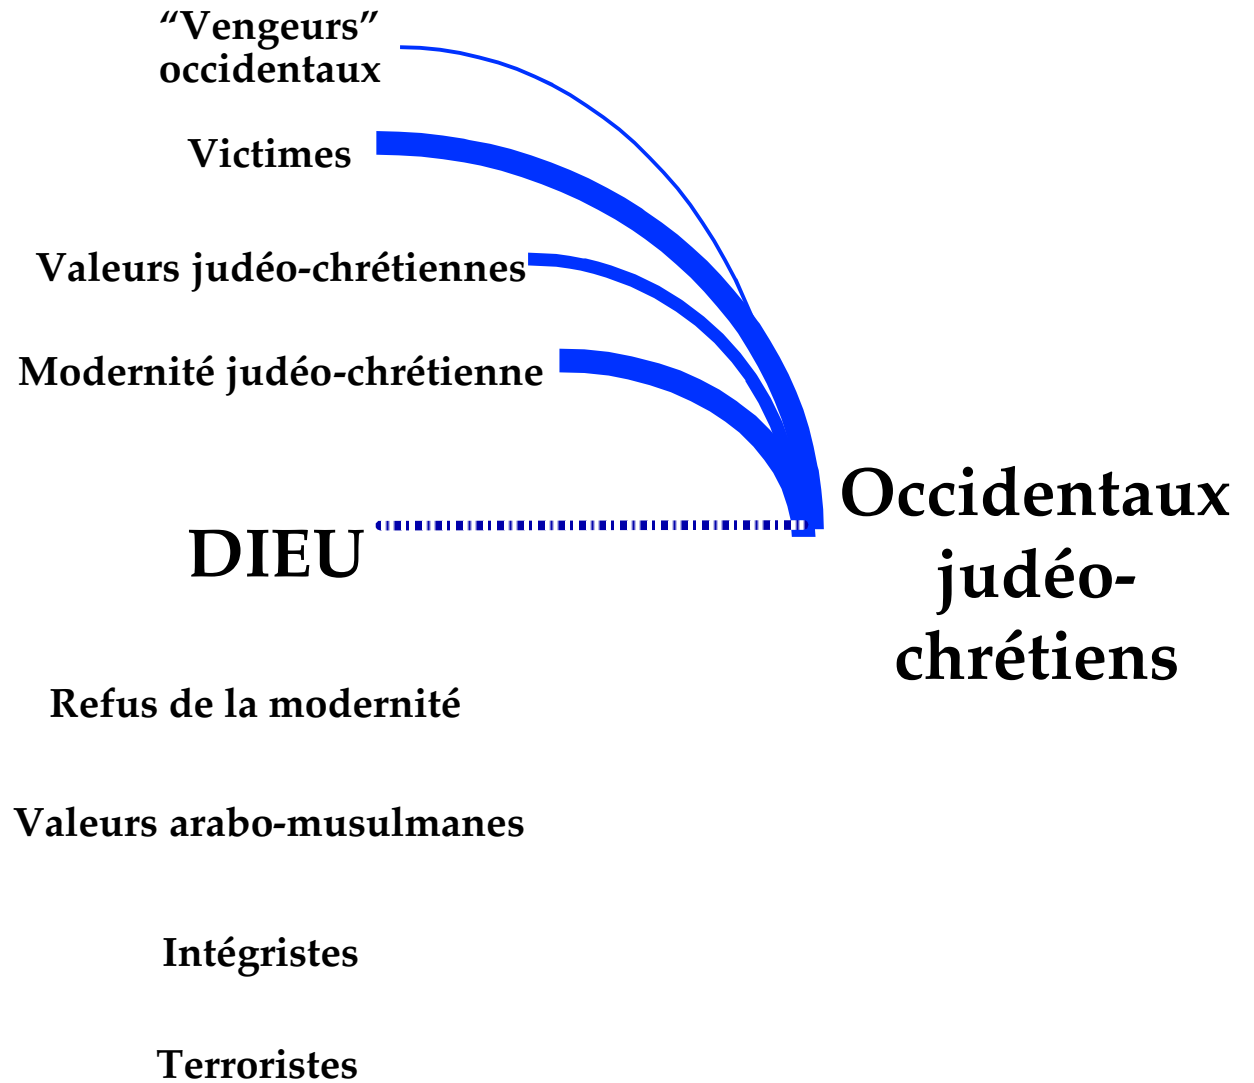 “Vengeurs”
occidentaux
Victimes
Valeurs judéo-chrétiennes
Modernité judéo-chrétienne
DIEU
Occidentaux
judéo-
chrétiens
Refus de la modernité
Valeurs arabo-musulmanes
Intégristes
Terroristes